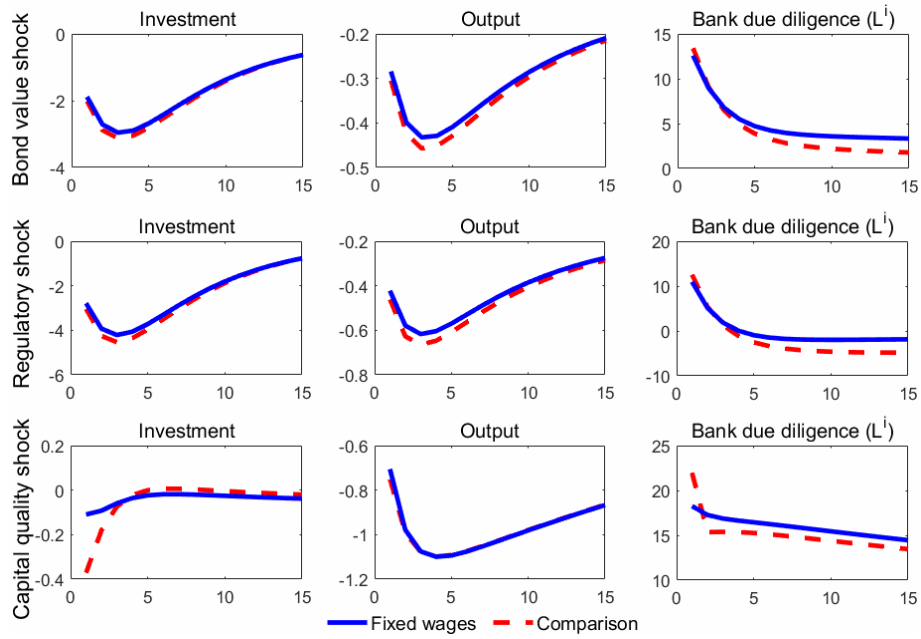 Investment Output Bank due diligence (Lⁱ)
Bond value shock
0 -2 -4
0 5 10 15
-0.2 -0.3 -0.4 -0.5
0 5 10 15
15 10 5 0
0 5 10 15
Investment Output Bank due diligence (Lⁱ)
Regulatory shock
0 -2 -4 -6
0 5 10 15
-0.2 -0.4 -0.6 -0.8
0 5 10 15
20 10 0 -10
0 5 10 15
Investment Output Bank due diligence (Lⁱ)
Capital quality shock
0.2 0 -0.2 -0.4
0 5 10 15
-0.6 -0.8 -1 -1.2
0 5 10 15
25 20 15 10
0 5 10 15
Fixed wages Comparison